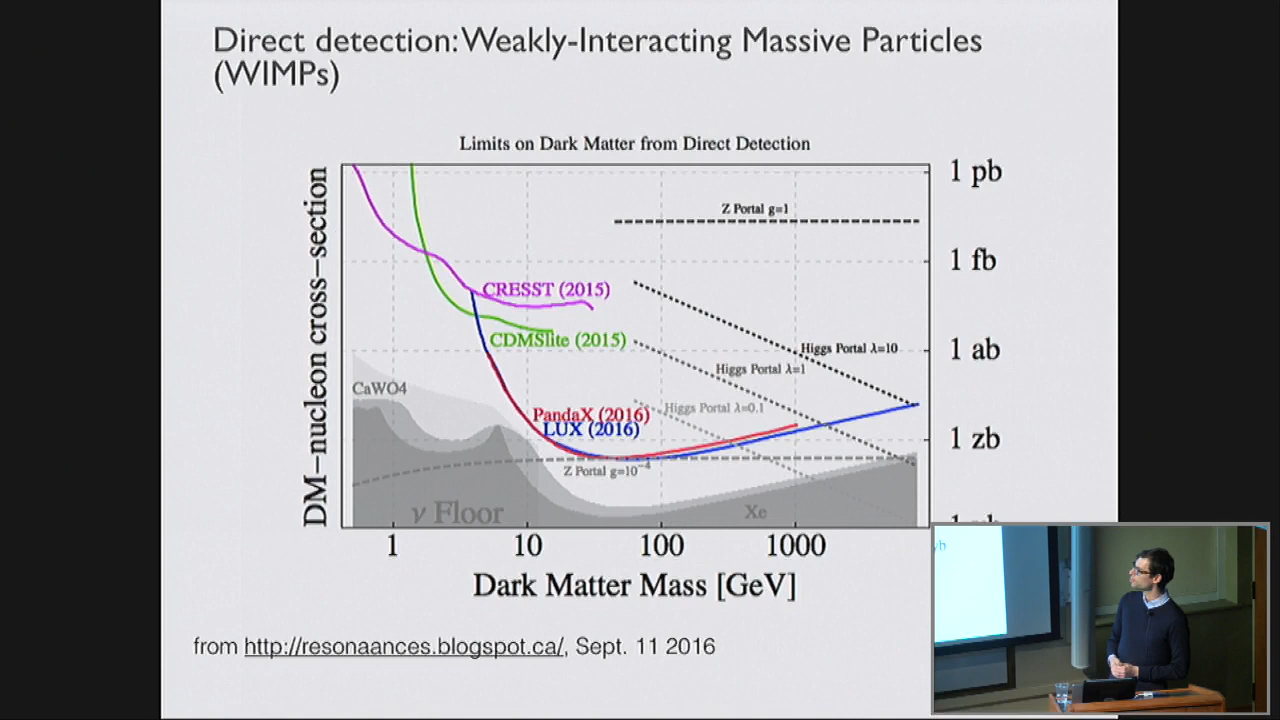 Direct detection: Weakly-Interacting Massive Particles
(WIMPs)
Limits on Dark Matter from Direct Detection
DM-nucleon cross-section
1 pb
1 fb
1 ab
1 zb
Z Portal g=1
CRESST (2015)
CDMSlite (2015)
Higgs Portal λ=10
Higgs Portal λ=1
Higgs Portal λ=0.1
CaWO4
PandaX (2016)
LUX (2016)
Z Portal g=10⁻⁴
ν Floor
Xe
1 10 100 1000
Dark Matter Mass [GeV]
from http://resonaances.blogspot.ca/, Sept. 11 2016